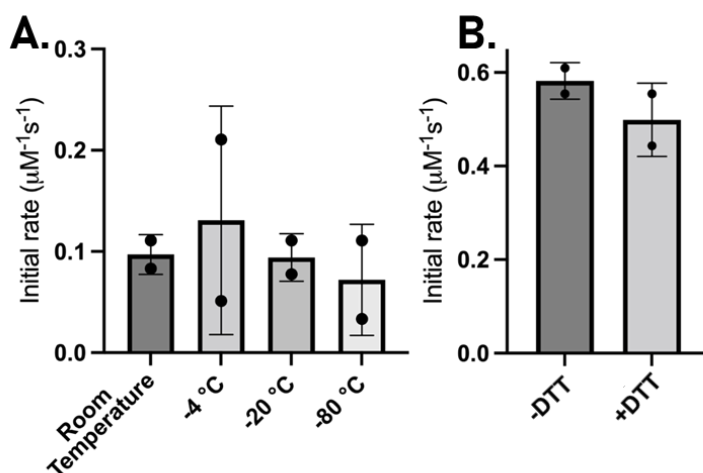 A.
Initial rate (μM⁻¹s⁻¹)
0.3
0.2
0.1
0.0
Room
Temperature
-4 °C
-20 °C
-80 °C
B.
Initial rate (μM⁻¹s⁻¹)
0.6
0.4
0.2
0.0
-DTT
+DTT